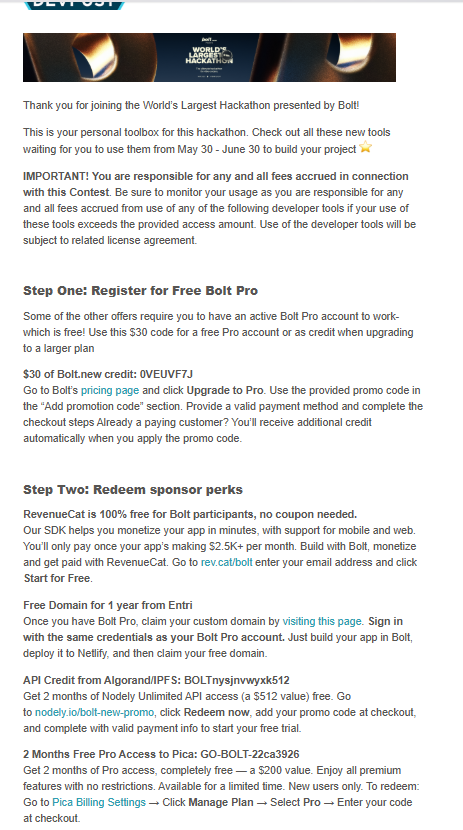 DEVPOST
bolt
WORLD'S
LARGEST
HACKATHON
Thank you for joining the World's Largest Hackathon presented by Bolt!
This is your personal toolbox for this hackathon. Check out all these new tools
waiting for you to use them from May 30 - June 30 to build your project ⭐
IMPORTANT! You are responsible for any and all fees accrued in connection
with this Contest. Be sure to monitor your usage as you are responsible for any
and all fees accrued from use of any of the following developer tools if your use of
these tools exceeds the provided access amount. Use of the developer tools will be
subject to related license agreement.
Step One: Register for Free Bolt Pro
Some of the other offers require you to have an active Bolt Pro account to work-
which is free! Use this $30 code for a free Pro account or as credit when upgrading
to a larger plan
$30 of Bolt.new credit: 0VEUVF7J
Go to Bolt's pricing page and click Upgrade to Pro. Use the provided promo code in
the “Add promotion code” section. Provide a valid payment method and complete the
checkout steps Already a paying customer? You'll receive additional credit
automatically when you apply the promo code.
Step Two: Redeem sponsor perks
RevenueCat is 100% free for Bolt participants, no coupon needed.
Our SDK helps you monetize your app in minutes, with support for mobile and web.
You'll only pay once your app's making $2.5K+ per month. Build with Bolt, monetize
and get paid with RevenueCat. Go to rev.cat/bolt enter your email address and click
Start for Free.
Free Domain for 1 year from Entri
Once you have Bolt Pro, claim your custom domain by visiting this page. Sign in
with the same credentials as your Bolt Pro account. Just build your app in Bolt,
deploy it to Netlify, and then claim your free domain.
API Credit from Algorand/IPFS: BOLTnysjnvwyxk512
Get 2 months of Nodely Unlimited API access (a $512 value) free. Go
to nodely.io/bolt-new-promo, click Redeem now, add your promo code at checkout,
and complete with valid payment info to start your free trial.
2 Months Free Pro Access to Pica: GO-BOLT-22ca3926
Get 2 months of Pro access, completely free — a $200 value. Enjoy all premium
features with no restrictions. Available for a limited time. New users only. To redeem:
Go to Pica Billing Settings → Click Manage Plan → Select Pro → Enter your code
at checkout.